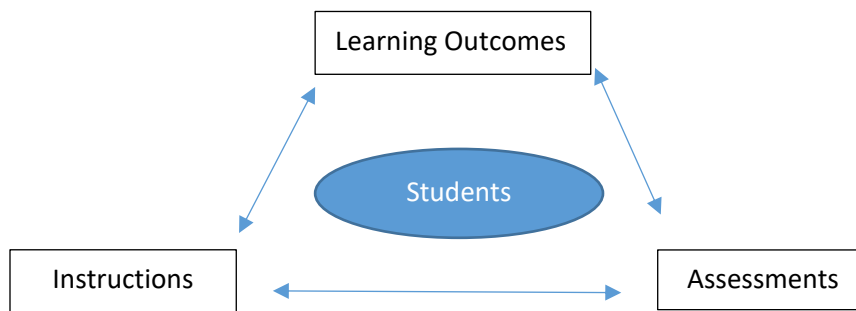 Learning Outcomes
Students
Instructions
Assessments